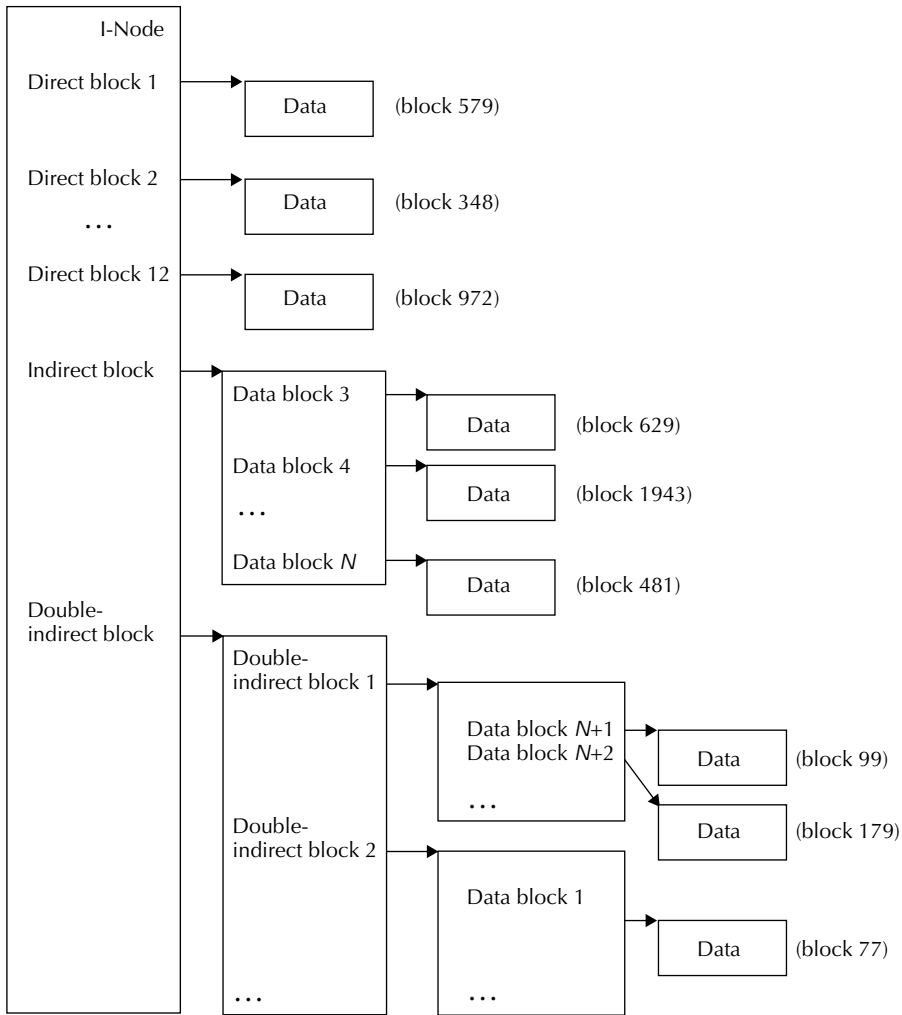 I-Node
Direct block 1
Data (block 579)
Direct block 2
Data (block 348)
...
Direct block 12
Data (block 972)
Indirect block
Data block 3
Data (block 629)
Data block 4
Data (block 1943)
...
Data block N
Data (block 481)
Double-
indirect block
Double-
indirect block 1
Data block N+1
Data block N+2
Data (block 99)
...
Data (block 179)
Double-
indirect block 2
Data block 1
Data (block 77)
...
...